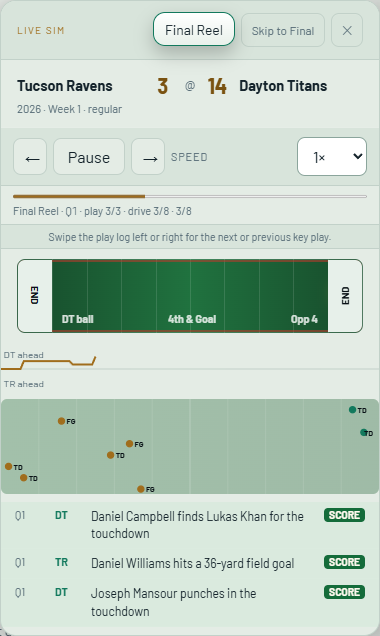 LIVE SIM
Final Reel
Skip to Final
×
Tucson Ravens 3 @ 14 Dayton Titans
2026 · Week 1 · regular
← Pause → SPEED 1×
Final Reel · Q1 · play 3/3 · drive 3/8 · 3/8
Swipe the play log left or right for the next or previous key play.
END
DT ball 4th & Goal Opp 4
END
DT ahead
TR ahead
TD
FG
TD
FG
TD
TD
TD
FG
Q1 DT Daniel Campbell finds Lukas Khan for the SCORE
touchdown
Q1 TR Daniel Williams hits a 36-yard field goal SCORE
Q1 DT Joseph Mansour punches in the SCORE
touchdown